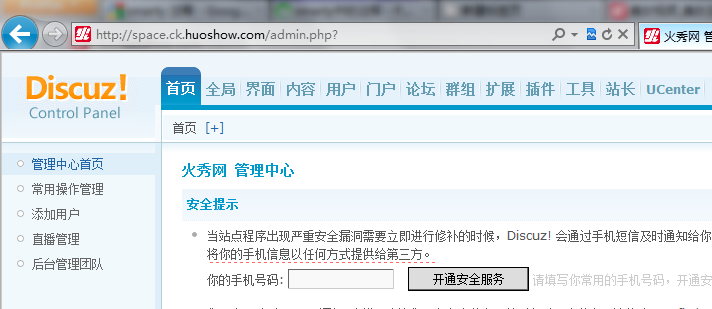 http://space.ck.huoshow.com/admin.php?
火秀网 管
Discuz!
Control Panel
首页 全局 界面 内容 用户 门户 论坛 群组 扩展 插件 工具 站长 UCenter
首页 [+]
管理中心首页
常用操作管理
添加用户
直播管理
后台管理团队
火秀网 管理中心
安全提示
当站点程序出现严重安全漏洞需要立即进行修补的时候，Discuz! 会通过手机短信及时通知给你
将你的手机信息以任何方式提供给第三方。
你的手机号码: 开通安全服务 请填写你常用的手机号码，开通安